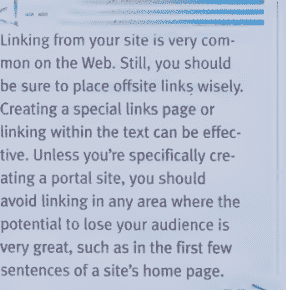 Linking from your site is very com-
mon on the Web. Still, you should
be sure to place offsite links wisely.
Creating a special links page or
linking within the text can be effec-
tive. Unless you're specifically cre-
ating a portal site, you should
avoid linking in any area where the
potential to lose your audience is
very great, such as in the first few
sentences of a site's home page.